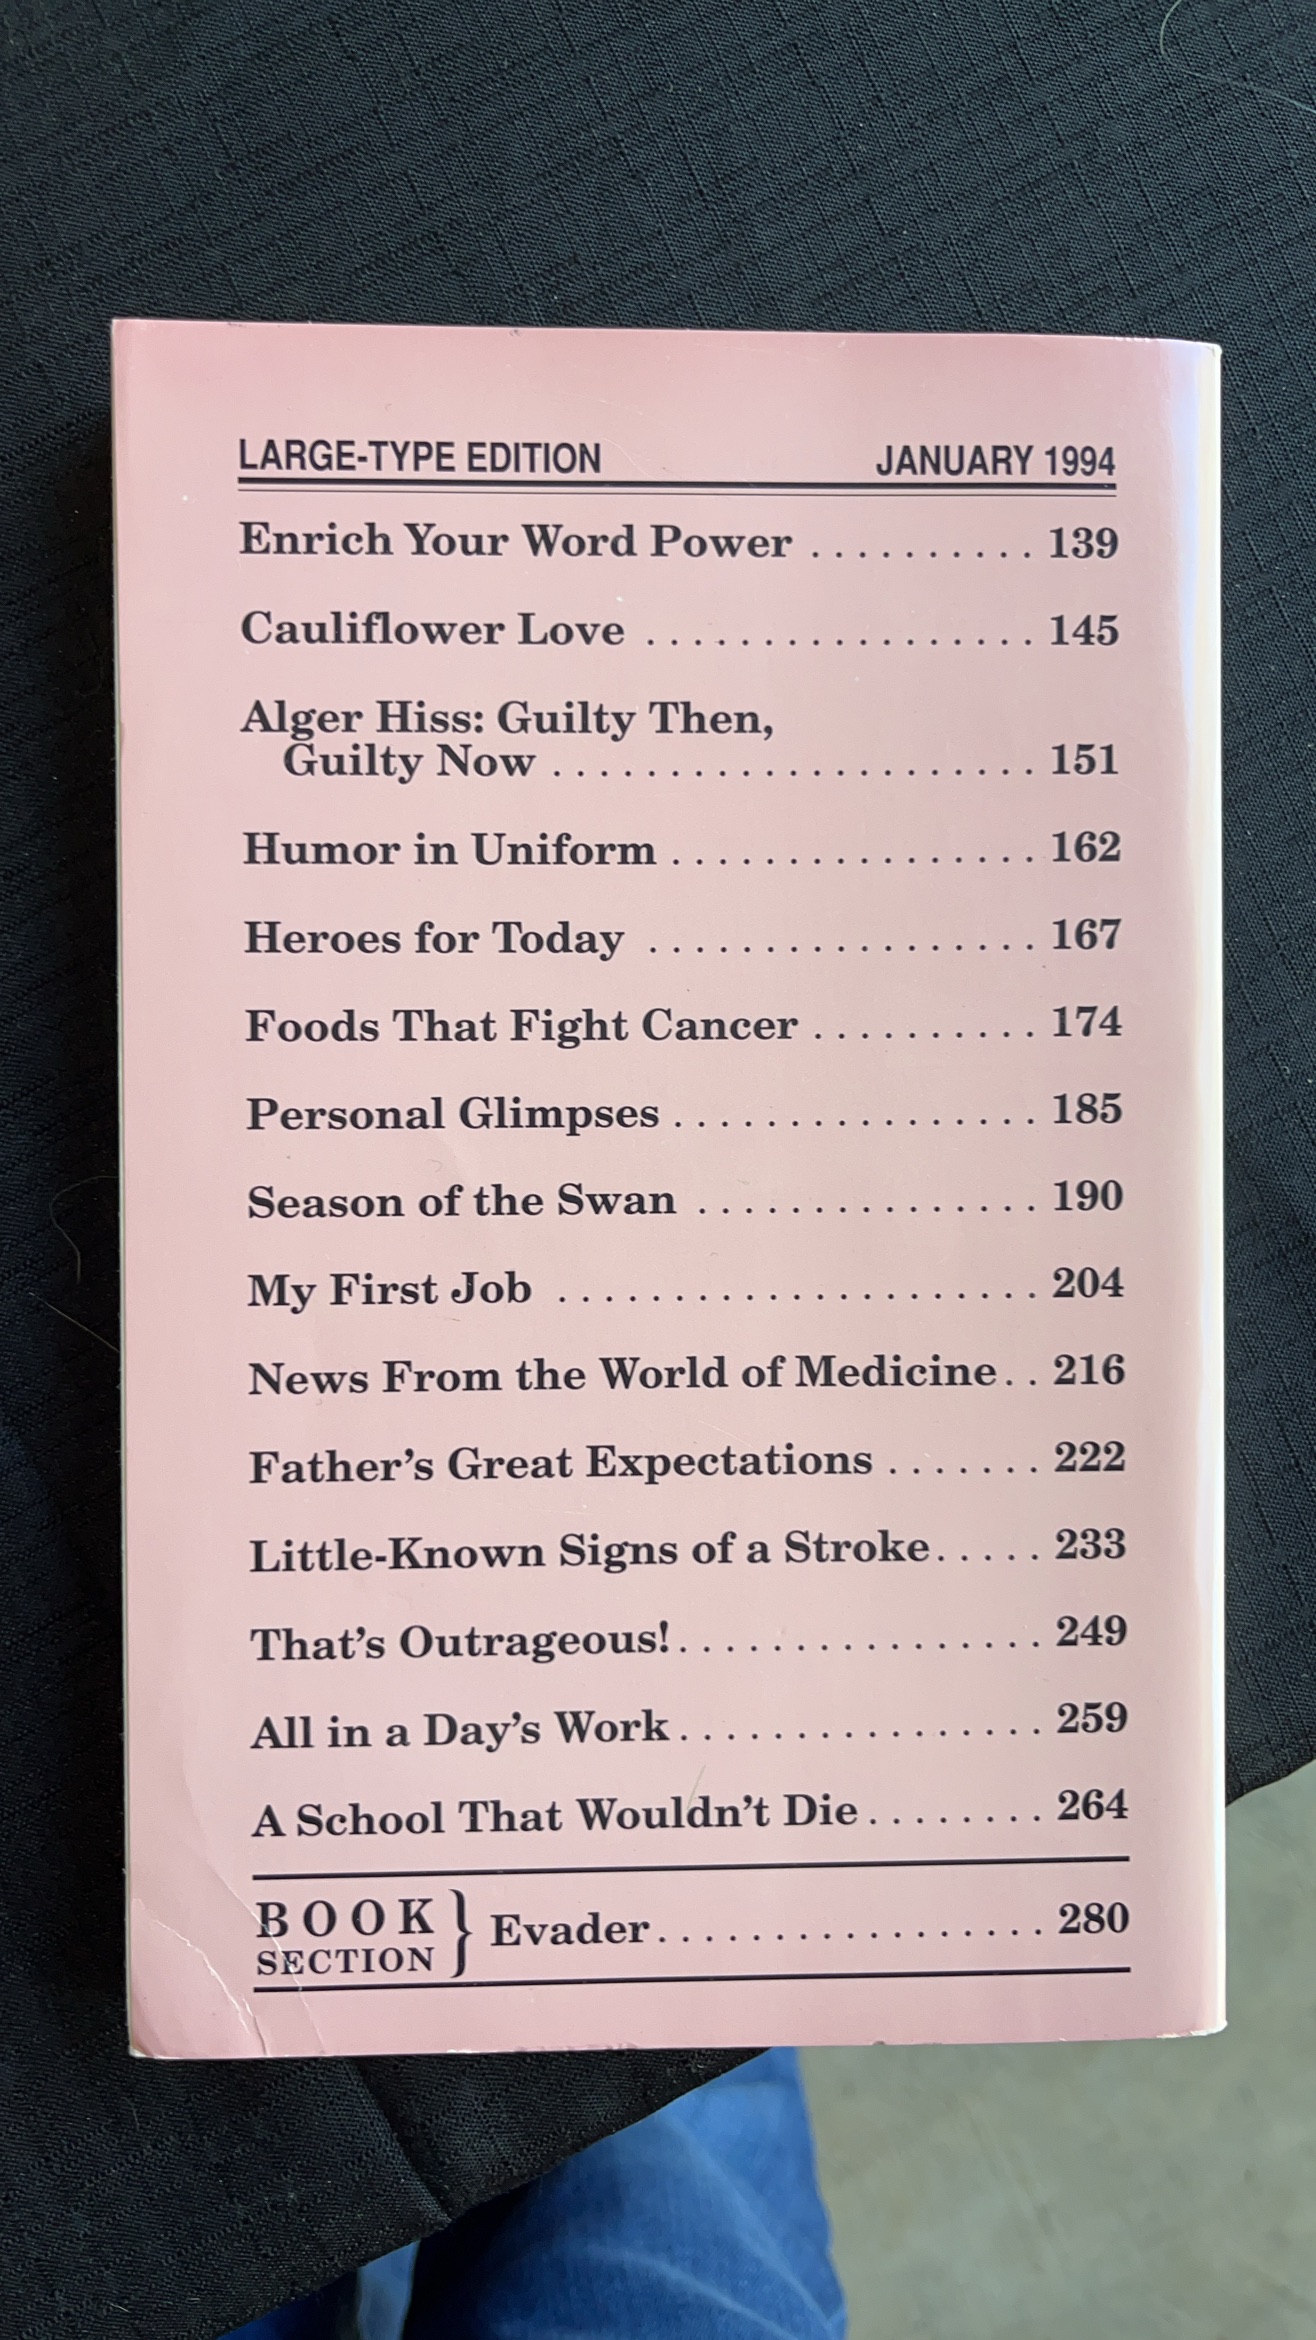 LARGE-TYPE EDITION JANUARY 1994
Enrich Your Word Power . . . . . . . . . . 139
Cauliflower Love . . . . . . . . . . . . . . . . . 145
Alger Hiss: Guilty Then,
Guilty Now . . . . . . . . . . . . . . . . . . . . . 151
Humor in Uniform . . . . . . . . . . . . . . . . 162
Heroes for Today . . . . . . . . . . . . . . . . . 167
Foods That Fight Cancer . . . . . . . . . . 174
Personal Glimpses . . . . . . . . . . . . . . . . 185
Season of the Swan . . . . . . . . . . . . . . . 190
My First Job . . . . . . . . . . . . . . . . . . . . . 204
News From the World of Medicine . . 216
Father’s Great Expectations . . . . . . . 222
Little-Known Signs of a Stroke . . . . . 233
That’s Outrageous! . . . . . . . . . . . . . . . . 249
All in a Day’s Work . . . . . . . . . . . . . . . . 259
A School That Wouldn’t Die . . . . . . . . 264
BOOK
SECTION } Evader . . . . . . . . . . . . . . . . . 280